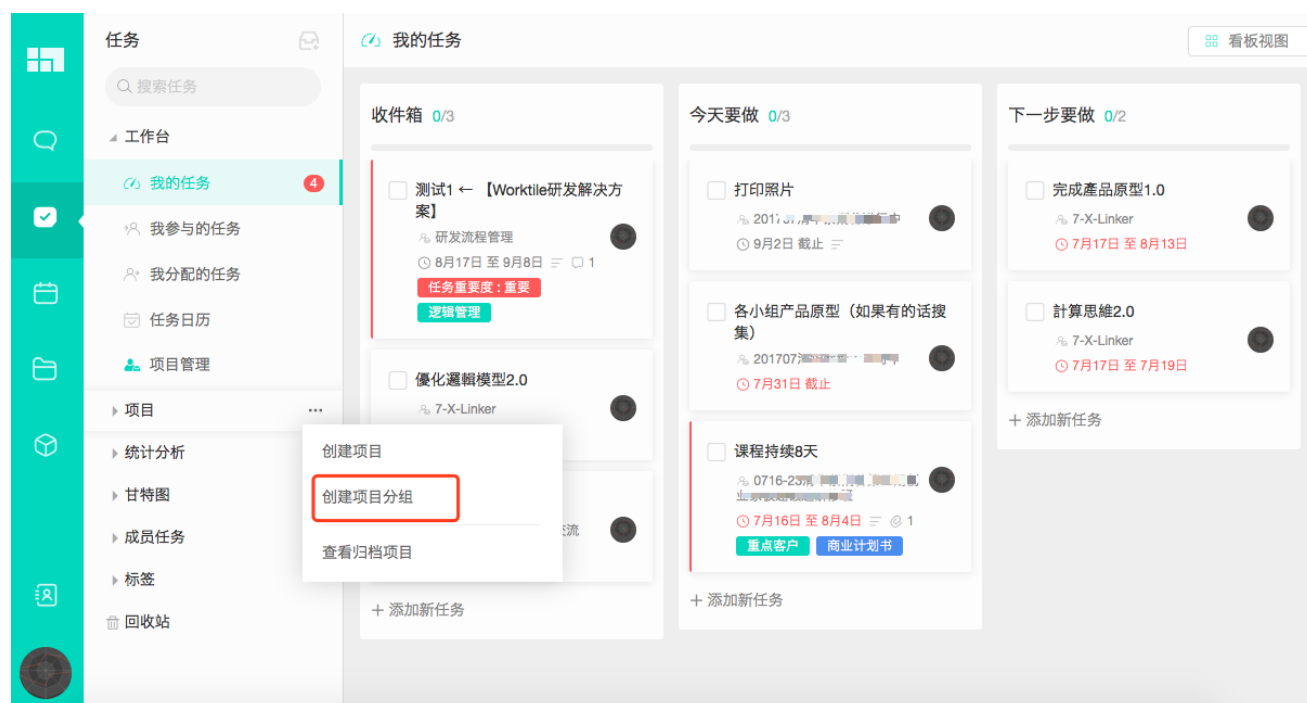 任务
搜索任务
工作台
我的任务 4
我参与的任务
我分配的任务
任务日历
项目管理
项目 ...
统计分析
甘特图
成员任务
标签
回收站
创建项目
创建项目分组
查看归档项目
我的任务
看板视图
收件箱 0/3
测试1 ← 【Worktile研发解决方
案】
研发流程管理
8月17日 至 9月8日 1
任务重要度：重要
逻辑管理
優化邏輯模型2.0
7-X-Linker
流
+ 添加新任务
今天要做 0/3
打印照片
9月2日 截止
各小组产品原型（如果有的话搜
集）
201707
7月31日 截止
课程持续8天
7月16日 至 8月4日 1
重点客户 商业计划书
+ 添加新任务
下一步要做 0/2
完成產品原型1.0
7-X-Linker
7月17日 至 8月13日
計算思維2.0
7-X-Linker
7月17日 至 7月19日
+ 添加新任务